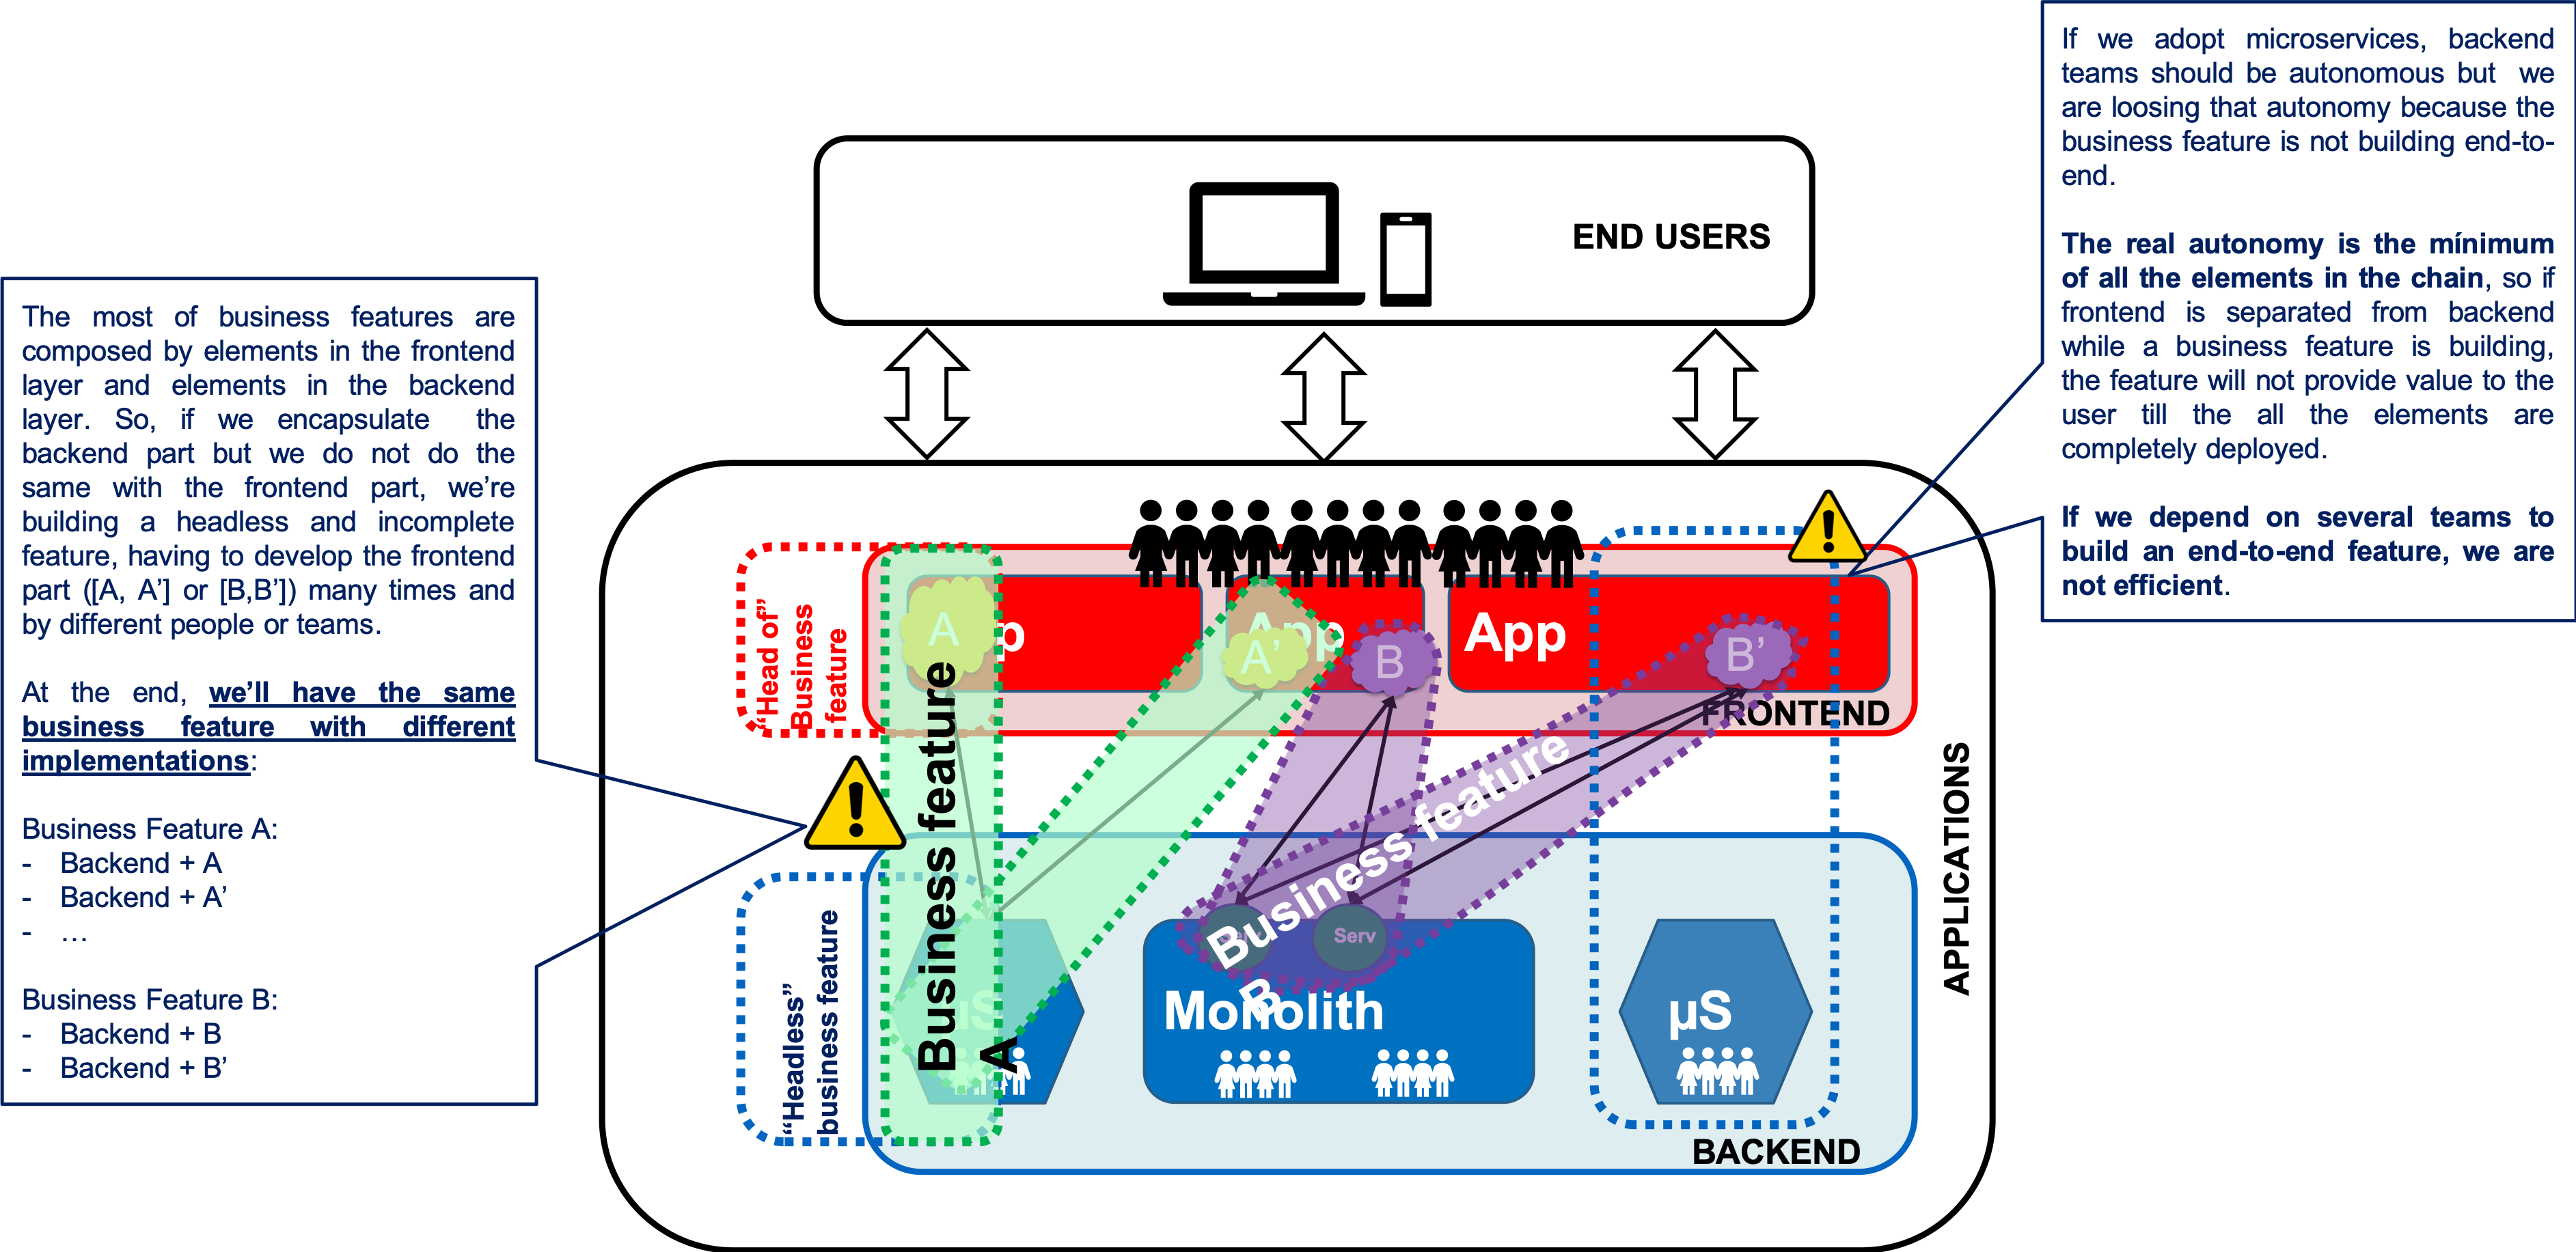 If we adopt microservices, backend
teams should be autonomous but we
are loosing that autonomy because the
business feature is not building end-to-
end.
The real autonomy is the mínimum
of all the elements in the chain, so if
frontend is separated from backend
while a business feature is building,
the feature will not provide value to the
user till the all the elements are
completely deployed.
If we depend on several teams to
build an end-to-end feature, we are
not efficient.
END USERS
The most of business features are
composed by elements in the frontend
layer and elements in the backend
layer. So, if we encapsulate the
backend part but we do not do the
same with the frontend part, we're
building a headless and incomplete
feature, having to develop the frontend
part ([A, A’] or [B,B’]) many times and
by different people or teams.
At the end, we’ll have the same
business feature with different
implementations:
Business Feature A:
- Backend + A
- Backend + A’
- …
Business Feature B:
- Backend + B
- Backend + B’
“Head of”
Business
feature
A
p
App
A’
B
App
B’
FRONTEND
APPLICATIONS
Business feature
A
Business feature
B
“Headless”
business feature
µS
Serv
Monolith
µS
BACKEND